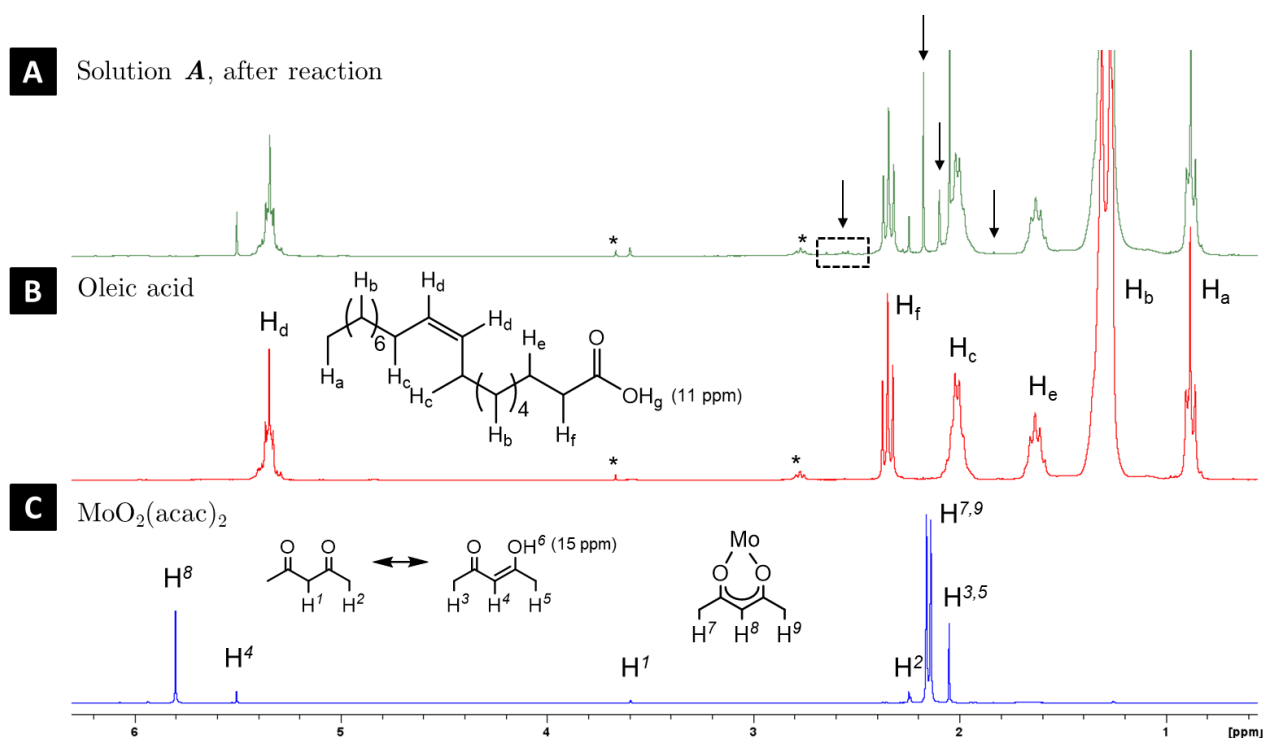 A
Solution A, after reaction
*
*
B
Oleic acid
Hd
Hb
Hd
6
Hd
He
O
Ha
Hc
Hc
4
OHg (11 ppm)
Hb
Hf
*
*
Hf
Hc
He
Hb
Ha
C
MoO2(acac)2
H8
H4
O
O
H1
H2
O
OH6 (15 ppm)
H3
H4
H5
Mo
O
O
H7
H8
H9
H1
H2
H7,9
H3,5
6
5
4
3
2
1
[ppm]